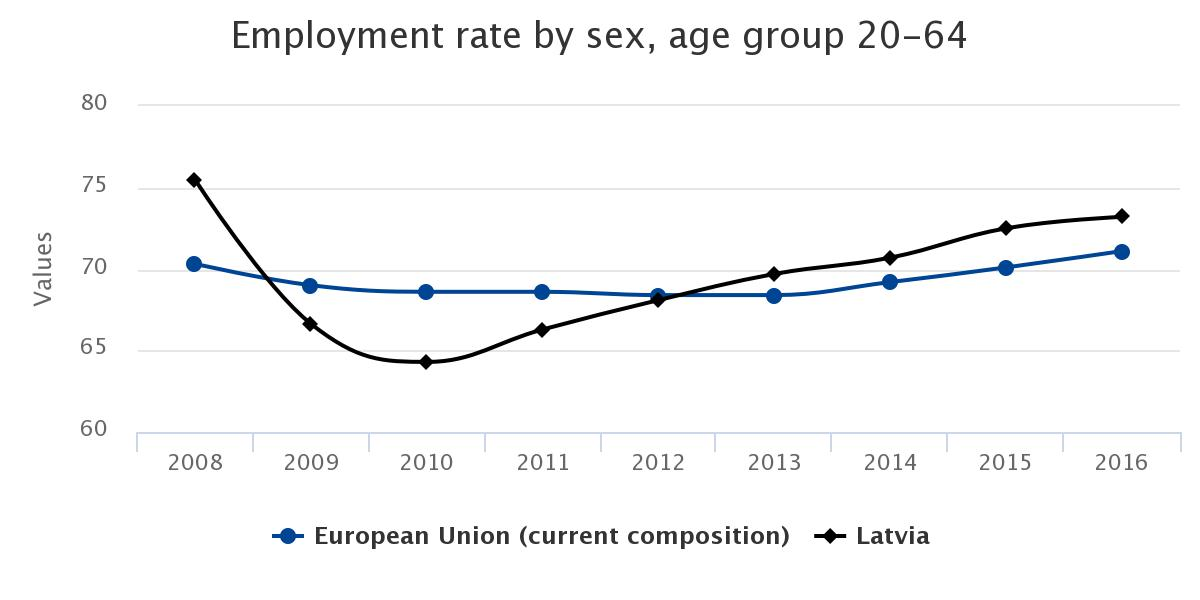 Employment rate by sex, age group 20–64
Values
80
75
70
65
60
2008 2009 2010 2011 2012 2013 2014 2015 2016
European Union (current composition) Latvia